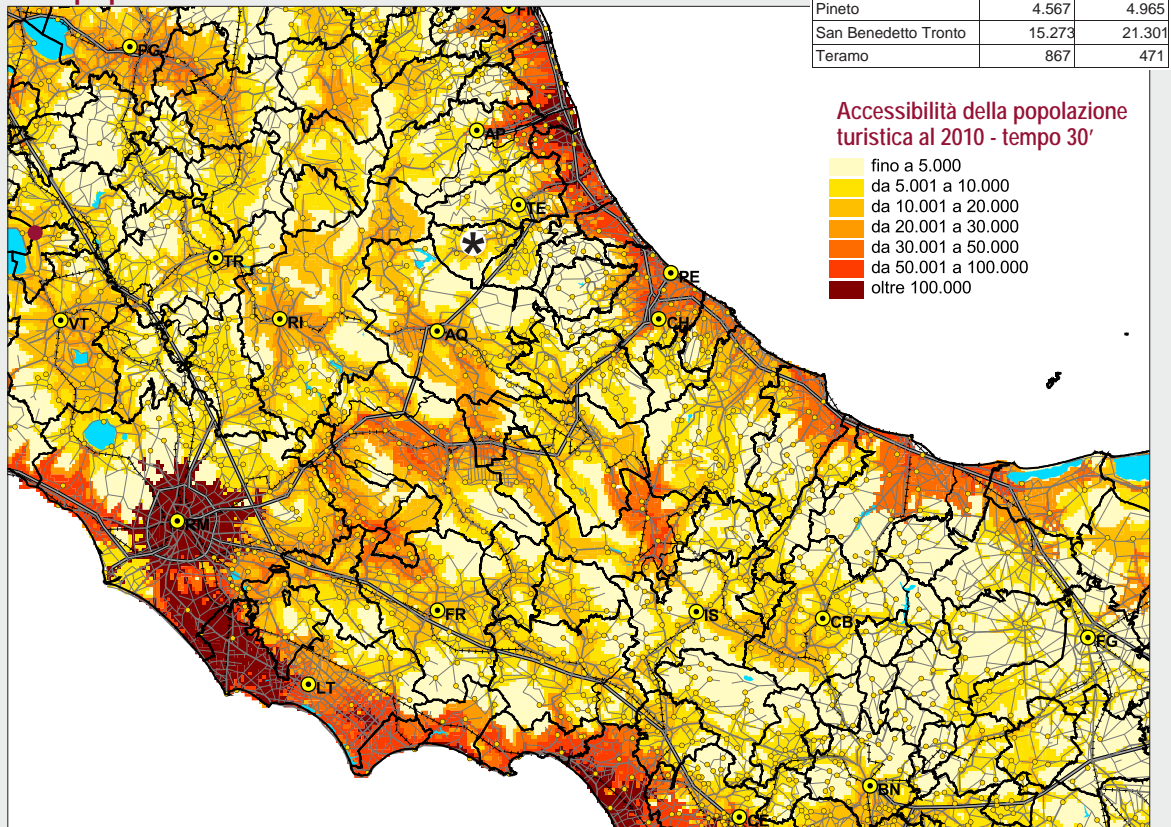 Pineto 4.567 4.965
San Benedetto Tronto 15.273 21.301
Teramo 867 471
Accessibilità della popolazione
turistica al 2010 - tempo 30'
fino a 5.000
da 5.001 a 10.000
da 10.001 a 20.000
da 20.001 a 30.000
da 30.001 a 50.000
da 50.001 a 100.000
oltre 100.000
FM
PG
AP
TE
*
TR
PE
RI
CH
VT
AQ
RM
FR
IS
CB
FG
LT
BN
CE